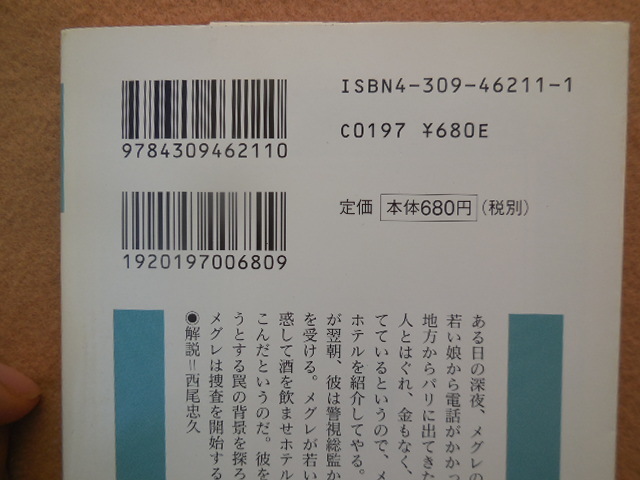 ISBN4-309-46211-1
C0197 ¥680E
9784309462110
定価 本体680円(税別)
1920197006809
ある日の深夜、メグレの
若い娘から電話がかかっ
地方からパリに出てきた
人とはぐれ、金もなく、
てているというので、メ
ホテルを紹介してやる。
が翌朝、彼は警視総監か
を受ける。メグレが若い
惑して酒を飲ませホテル
こんだというのだ。彼を
うとする罠の背景を探ろ
メグレは捜査を開始する
●解説＝西尾忠久